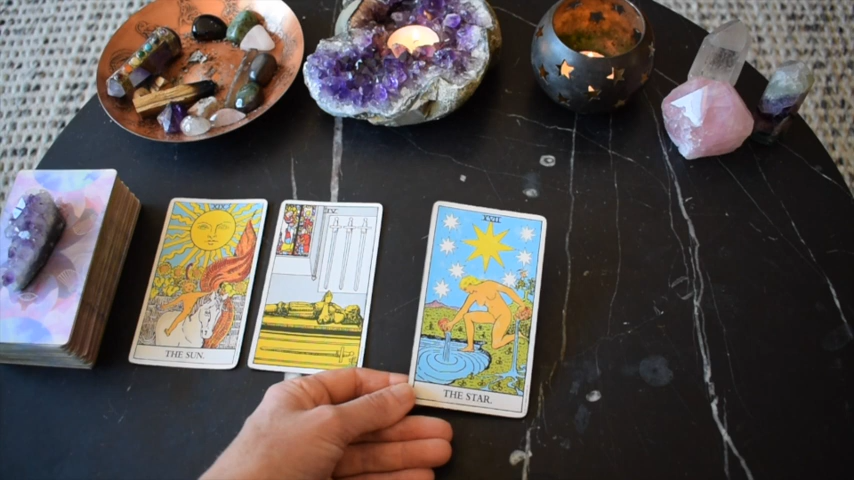 XIX
THE SUN.
IV
XVII
THE STAR.